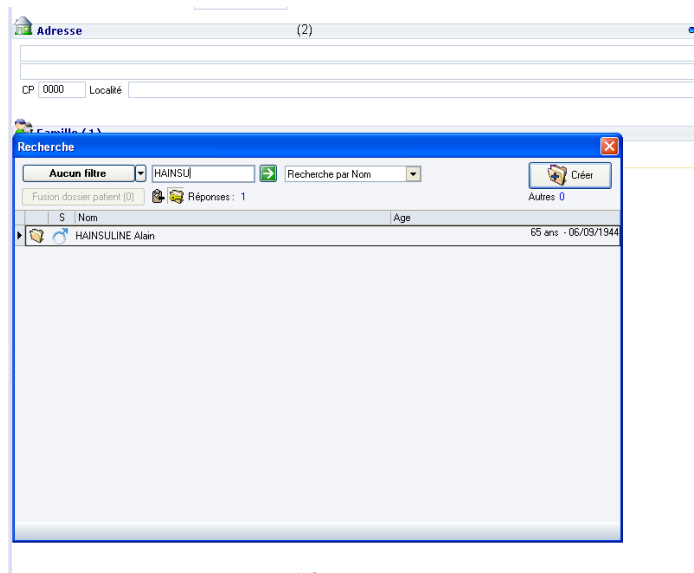 Adresse (2)
CP 0000 Localité
Famille (1)
Recherche
Aucun filtre HAINSU Recherche par Nom Créer
Fusion dossier patient (0) Réponses : 1 Autres 0
S Nom Age
HAINSULINE Alain 65 ans - 06/09/1944